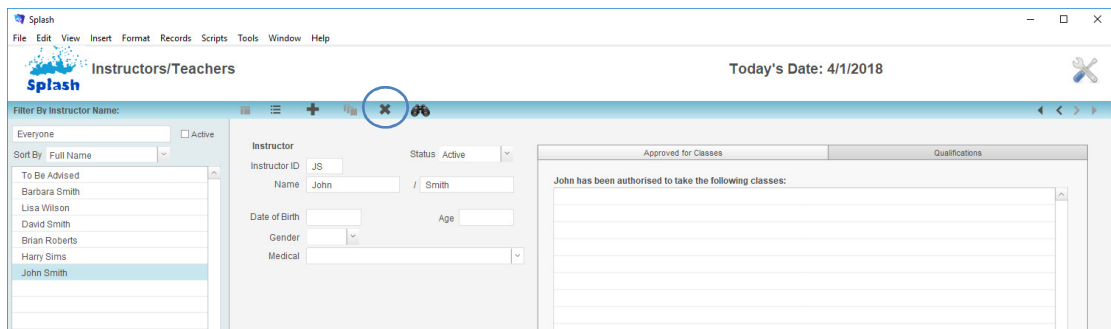 Splash
File Edit View Insert Format Records Scripts Tools Window Help
Splash
Instructors/Teachers
Today's Date: 4/1/2018
Filter By Instructor Name:
Everyone
Active
Sort By Full Name
To Be Advised
Barbara Smith
Lisa Wilson
David Smith
Brian Roberts
Harry Sims
John Smith
Instructor
Status Active
Instructor ID JS
Name John / Smith
Date of Birth
Age
Gender
Medical
Approved for Classes
Qualifications
John has been authorised to take the following classes: